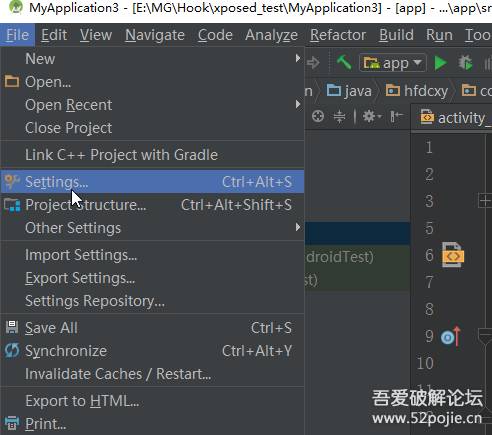 MyApplication3 - [E:\MG\Hook\xposed_test\MyApplication3] - [app] - ...\app\sr
File Edit View Navigate Code Analyze Refactor Build Run
New
app
Open...
java hfdcxy
Open Recent
Close Project
activity_
Link C++ Project with Gradle
1
Settings... Ctrl+Alt+S
2
Project Structure... Ctrl+Alt+Shift+S
3
Other Settings
5
Import Settings...
droidTest)
6
Export Settings...
7
Settings Repository...
8
Save All Ctrl+S
9
Synchronize Ctrl+Alt+Y
10
Invalidate Caches / Restart...
11
Export to HTML...
12
Print...
吾爱破解论坛
www.52pojie.cn